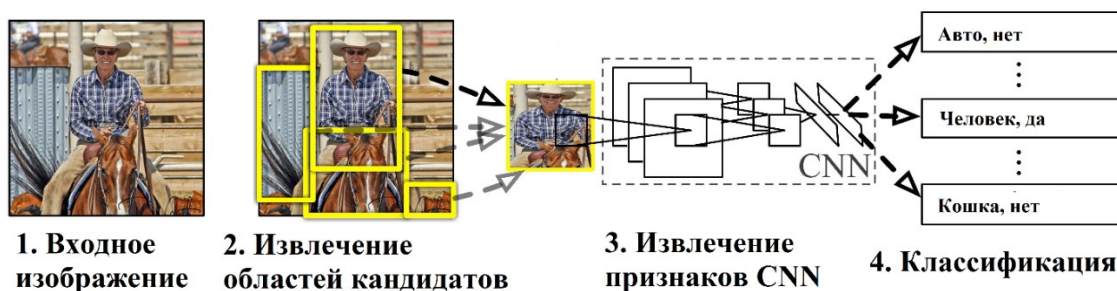 Авто, нет
Человек, да
Кошка, нет
CNN
1. Входное
изображение
2. Извлечение
областей кандидатов
3. Извлечение
признаков CNN
4. Классификация